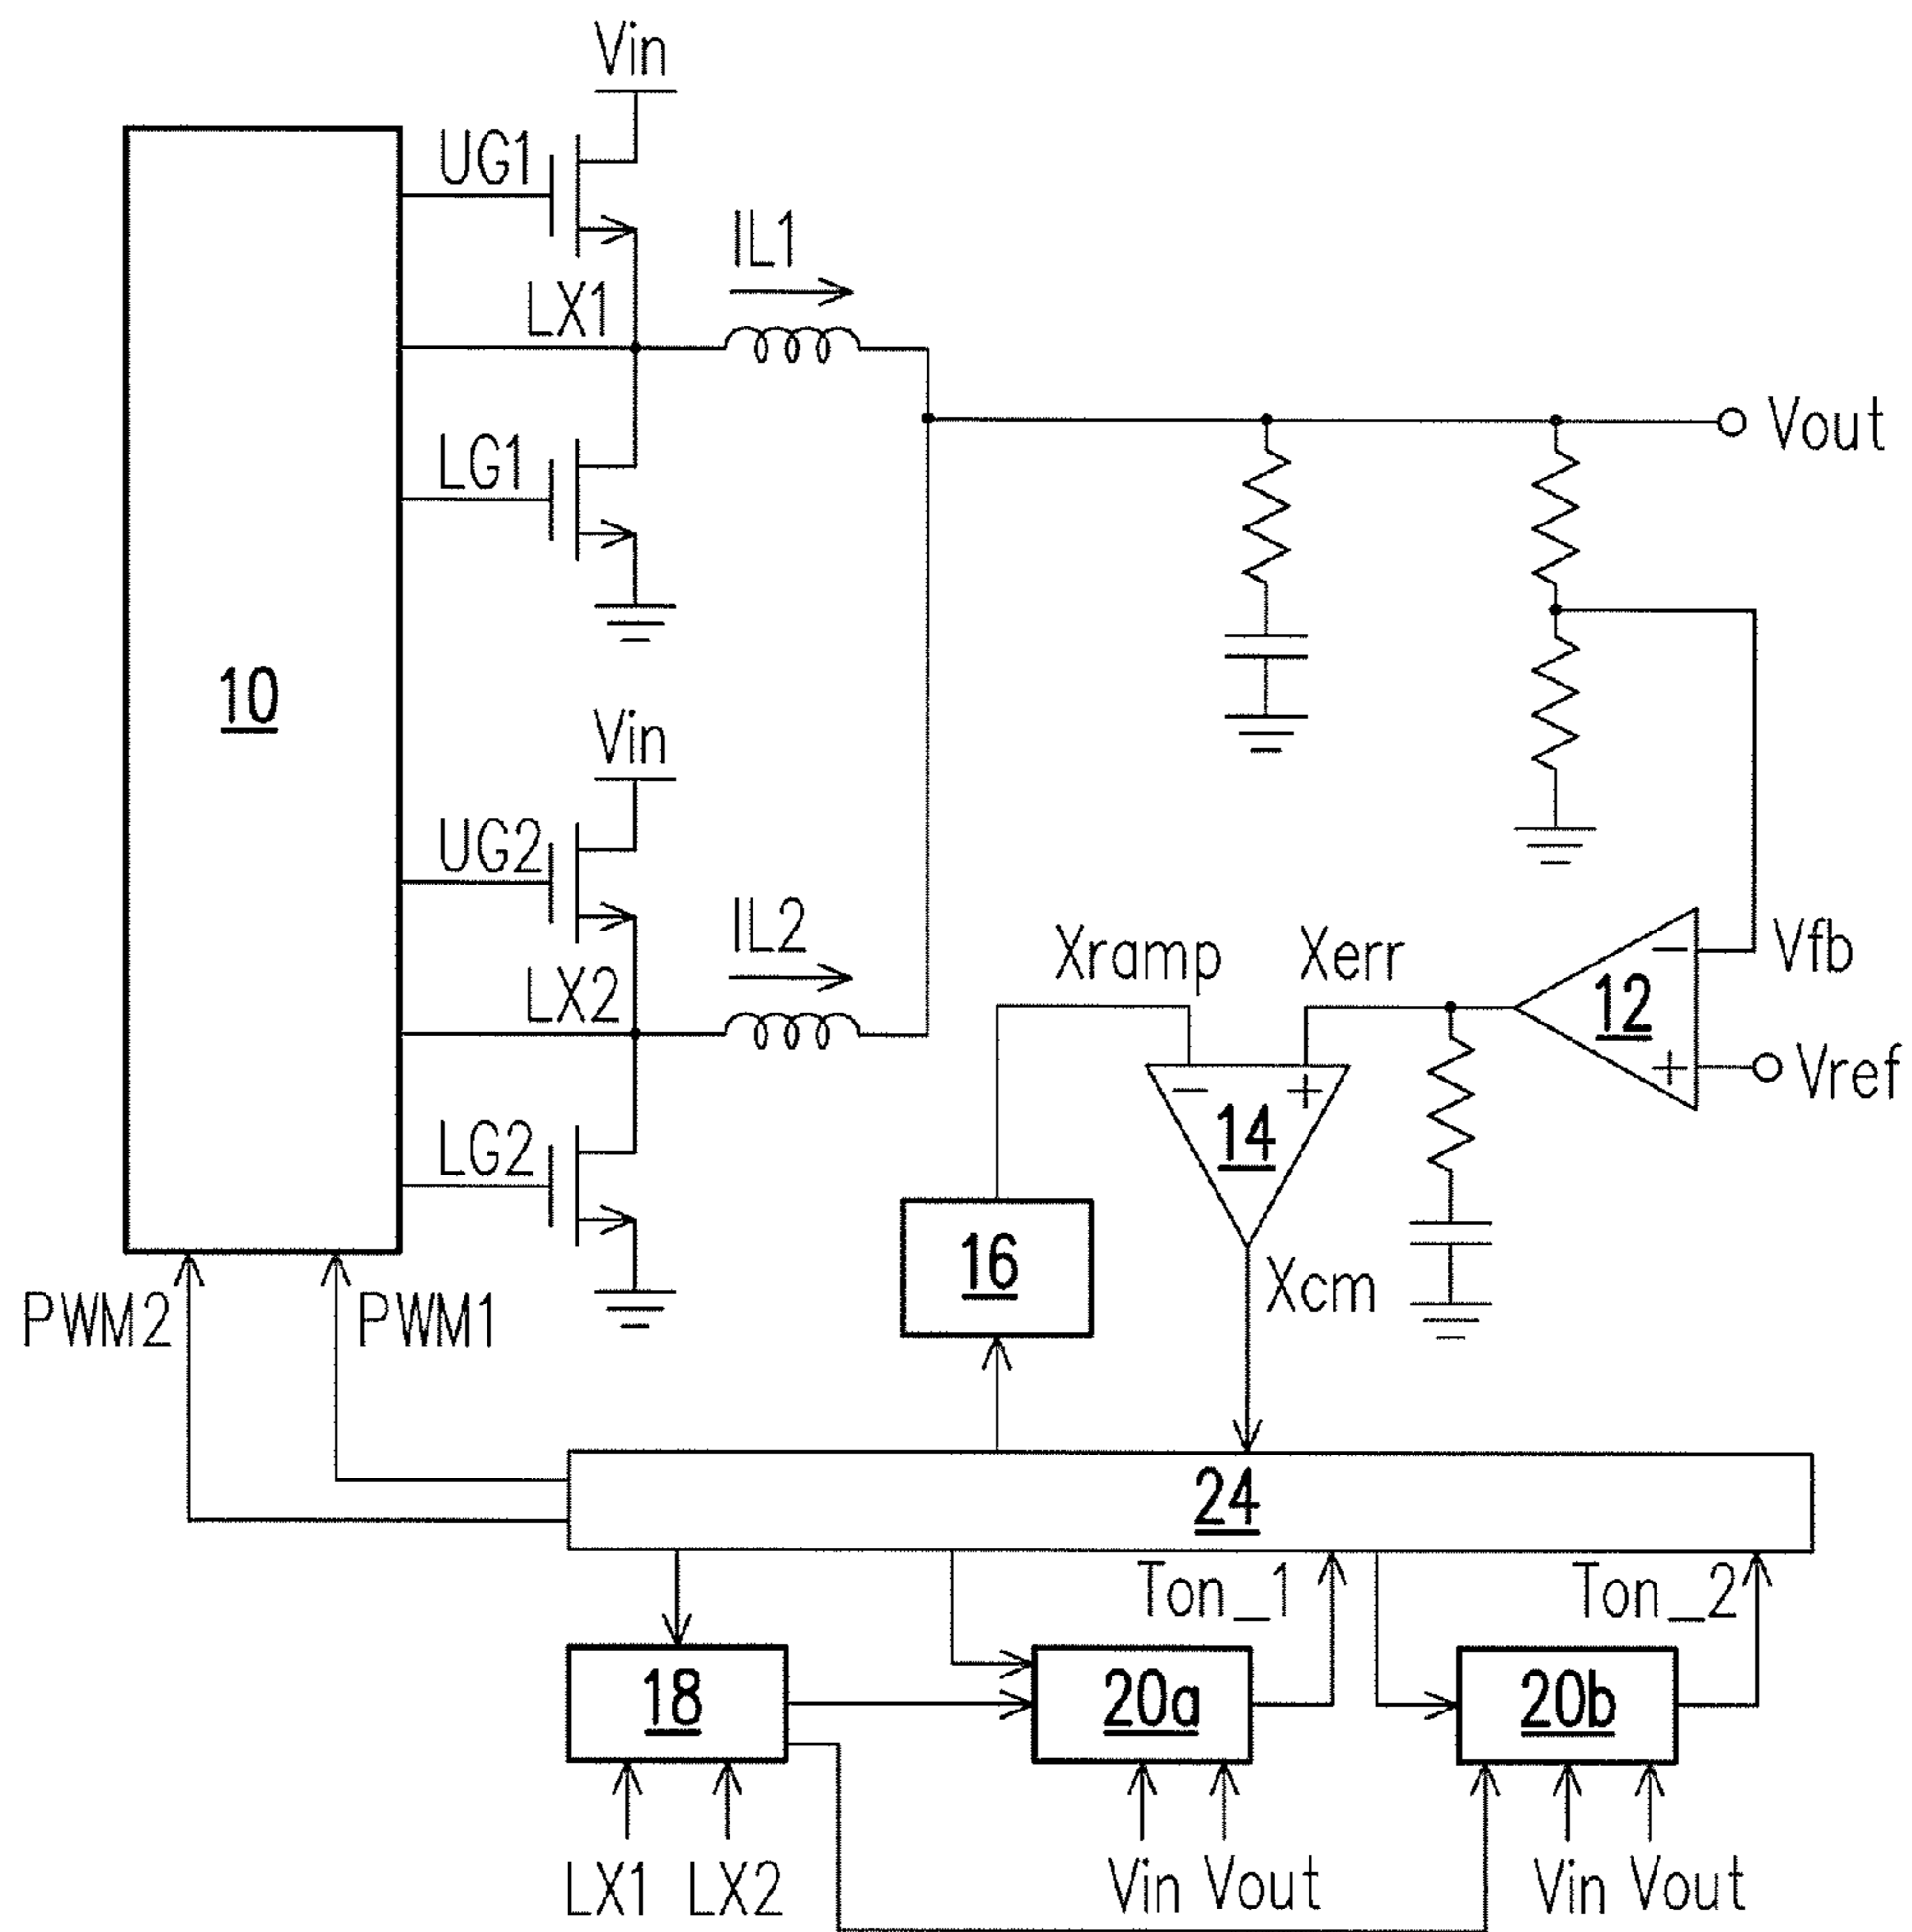 Vin
UG1
IL1
LX1
Vout
LG1
10
Vin
UG2
IL2
Xramp
Xerr
Vfb
LX2
12
Vref
14
LG2
16
Xcm
PWM2
PWM1
24
Ton_1
Ton_2
18
20a
20b
LX1
LX2
Vin
Vout
Vin
Vout